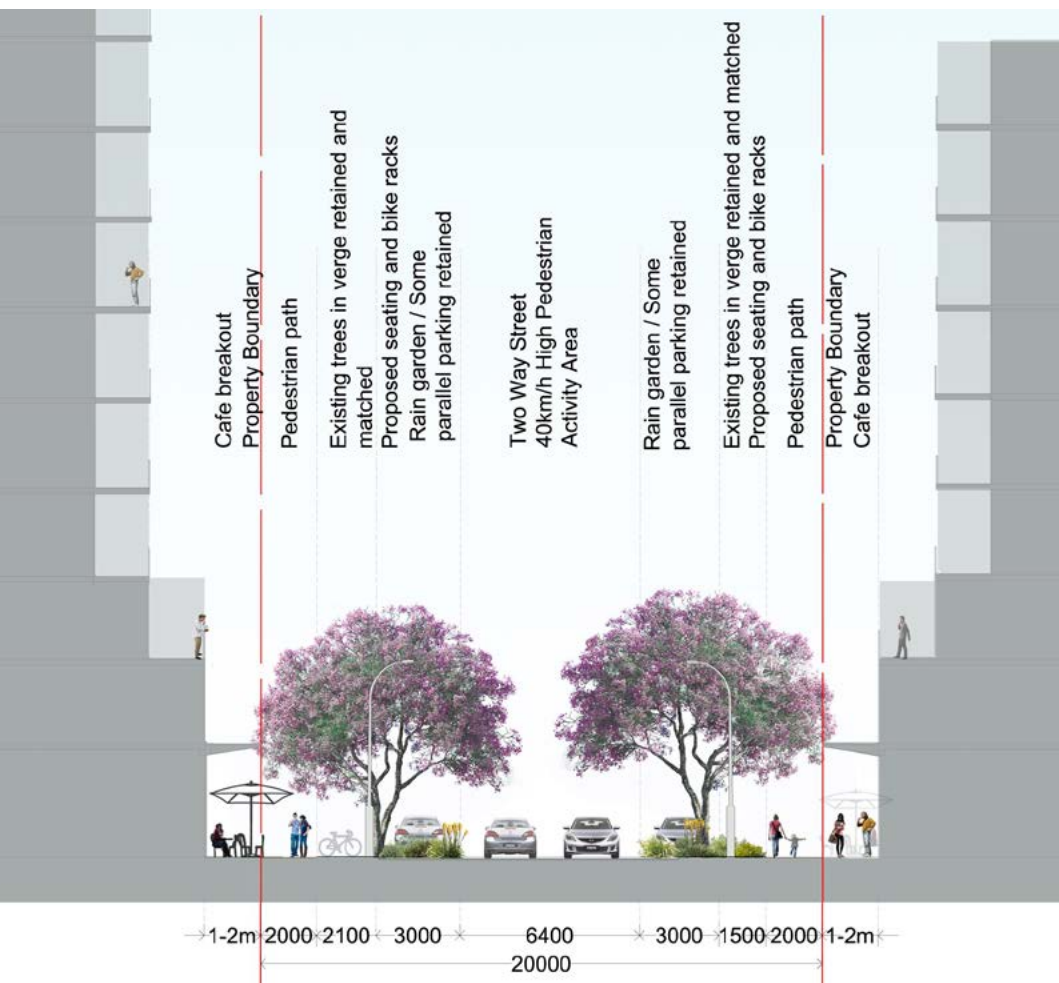 Cafe breakout
Property Boundary
Pedestrian path
Existing trees in verge retained and
matched
Proposed seating and bike racks
Rain garden / Some
parallel parking retained
Two Way Street
40km/h High Pedestrian
Activity Area
Rain garden / Some
parallel parking retained
Existing trees in verge retained and matched
Proposed seating and bike racks
Pedestrian path
Property Boundary
Cafe breakout
1-2m 2000 2100 3000 6400 3000 1500 2000 1-2m
20000